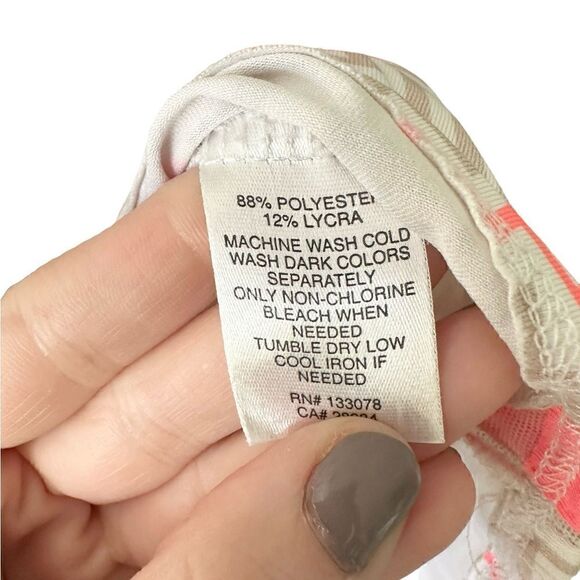 88% POLYESTER
12% LYCRA
MACHINE WASH COLD
WASH DARK COLORS
SEPARATELY
ONLY NON-CHLORINE
BLEACH WHEN
NEEDED
TUMBLE DRY LOW
COOL IRON IF
NEEDED
RN# 133078
CA#